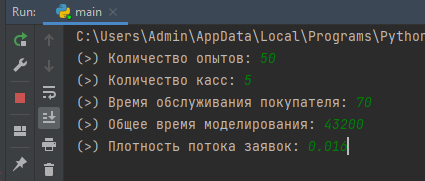 Run: main
C:\Users\Admin\AppData\Local\Programs\Python
(>) Количество опытов: 50
(>) Количество касс: 5
(>) Время обслуживания покупателя: 70
(>) Общее время моделирования: 43200
(>) Плотность потока заявок: 0.016